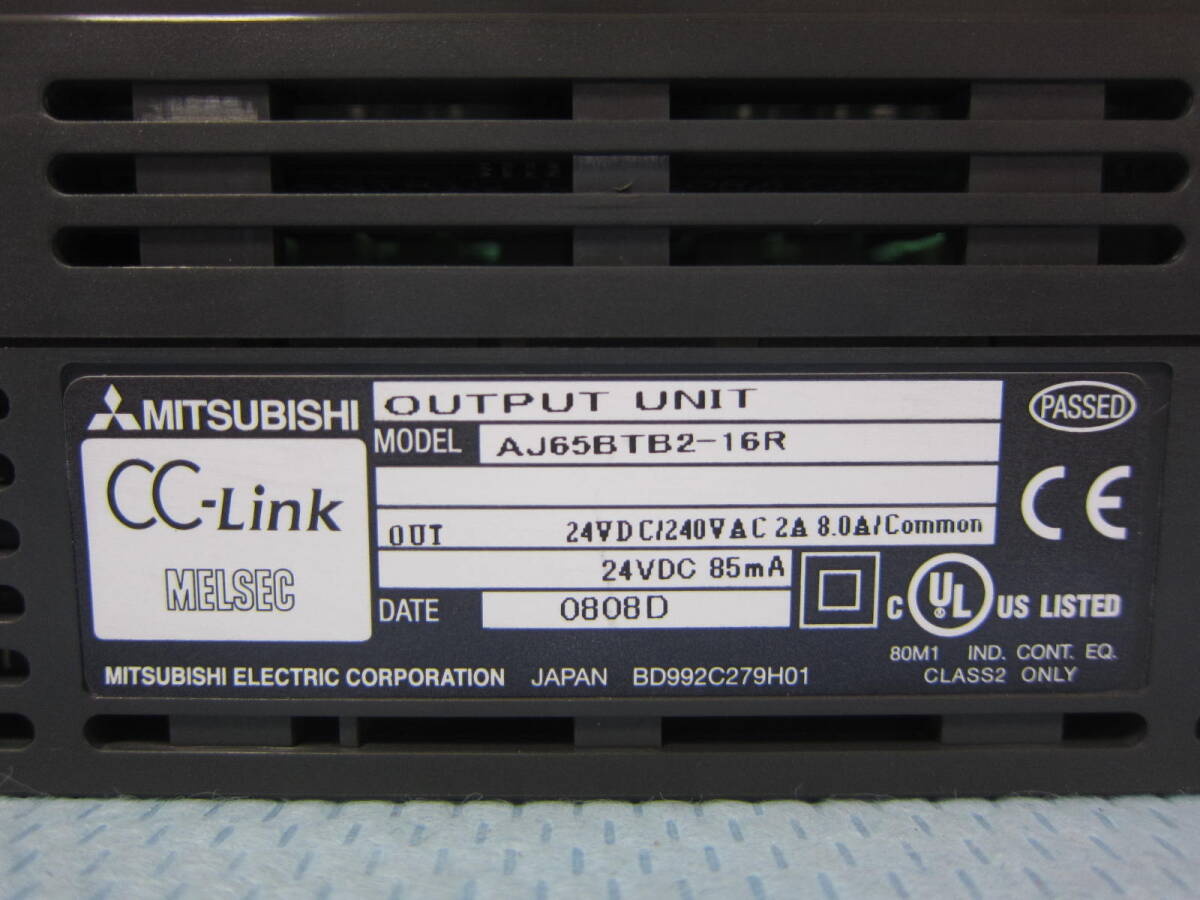 MITSUBISHI
OUTPUT UNIT
PASSED
MODEL AJ65BTB2-16R
CC-Link
MELSEC
CE
OUT 24VDC/240VAC 2A 8.0A/Common
24VDC 85mA
DATE 0808D
C UL® US LISTED
80M1 IND. CONT. EQ.
CLASS2 ONLY
MITSUBISHI ELECTRIC CORPORATION JAPAN BD992C279H01